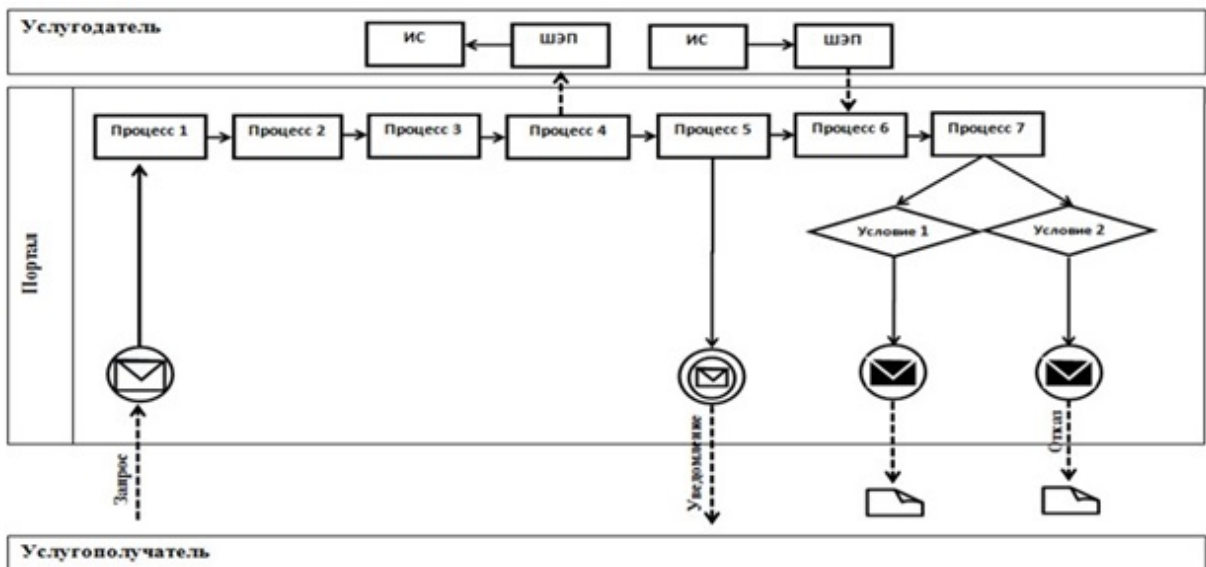 Услугодатель
ИС
ШЭП
ИС
ШЭП
Портал
Процесс 1
Процесс 2
Процесс 3
Процесс 4
Процесс 5
Процесс 6
Процесс 7
Условие 1
Условие 2
Запрос
Уведомление
Отказ
Услугополучатель